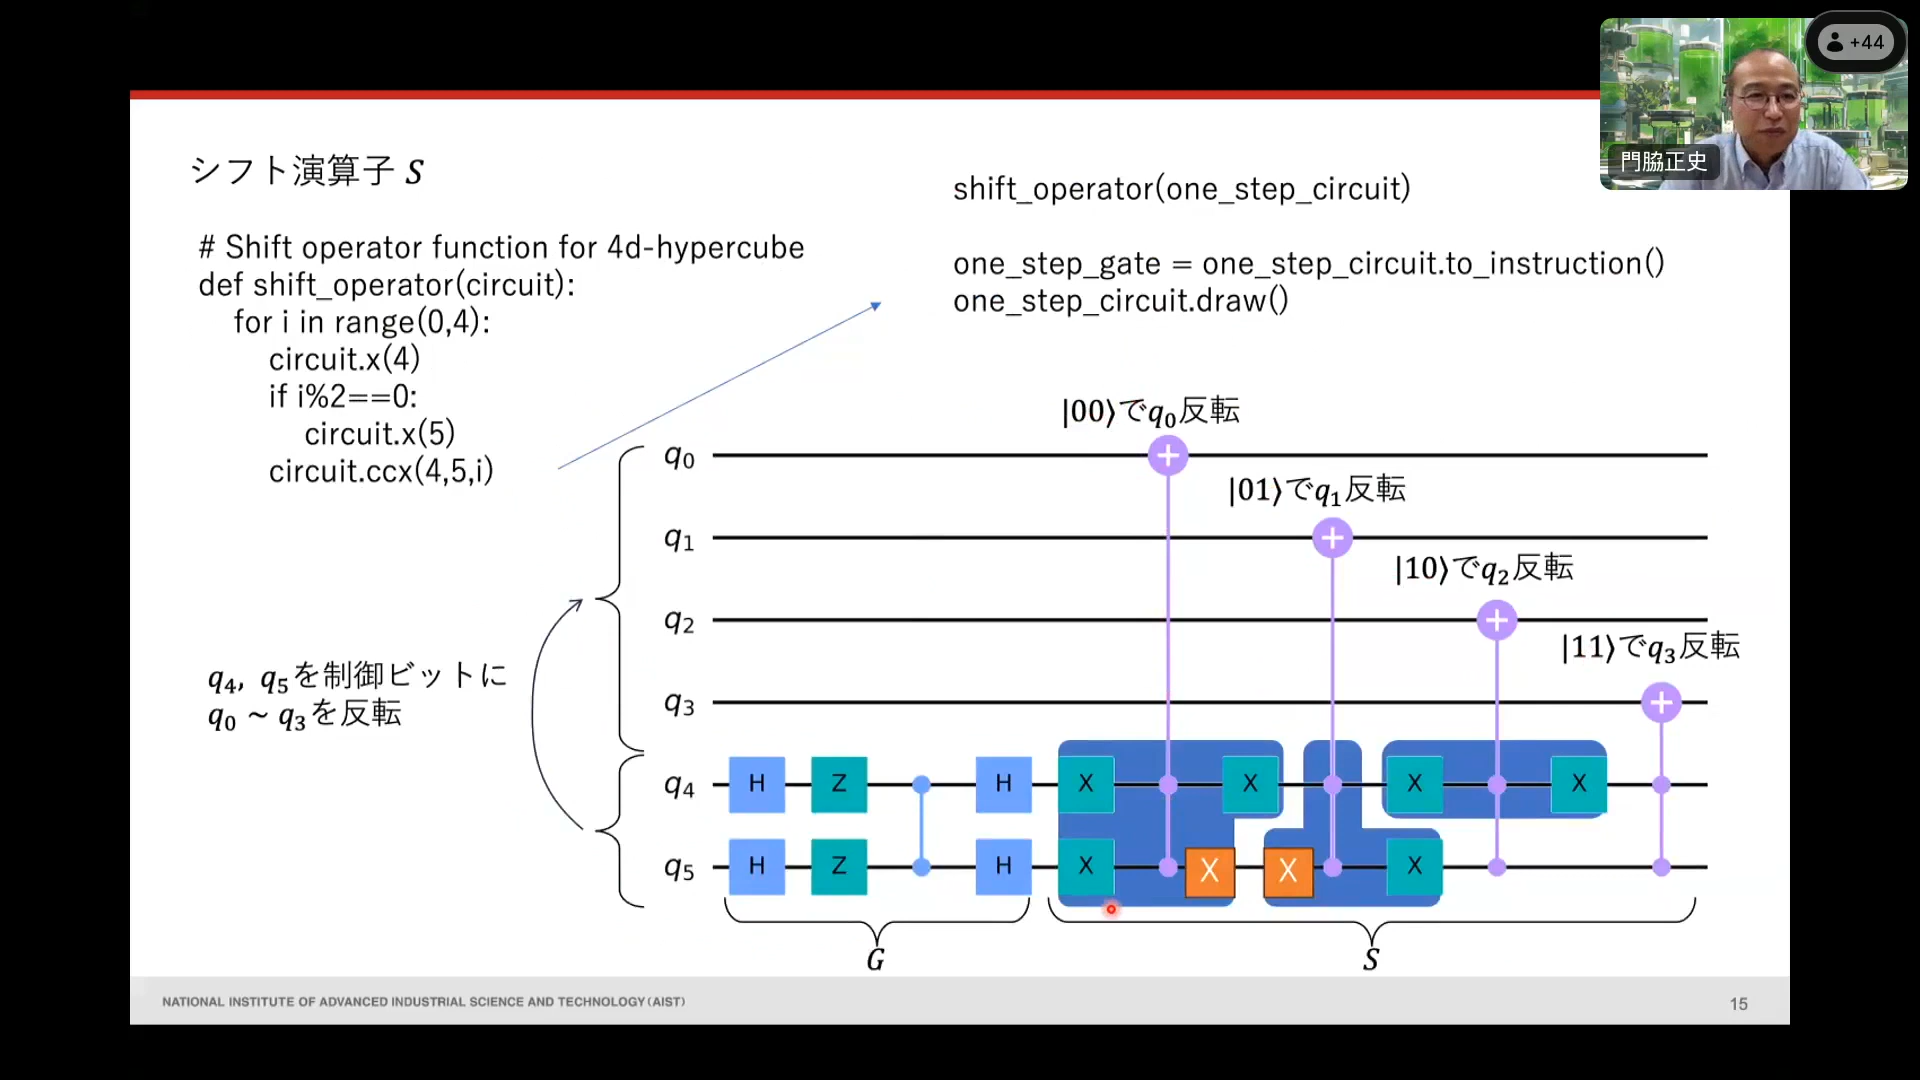 シフト演算子 S
# Shift operator function for 4d-hypercube
def shift_operator(circuit):
for i in range(0,4):
circuit.x(4)
if i%2==0:
circuit.x(5)
circuit.ccx(4,5,i)
shift_operator(one_step_circuit)
one_step_gate = one_step_circuit.to_instruction()
one_step_circuit.draw()
+44
門脇正史
|00⟩でq₀反転
q₀
|01⟩でq₁反転
q₁
|10⟩でq₂反転
q₂
|11⟩でq₃反転
q₃
q₄, q₅を制御ビットに
q₀ ~ q₃を反転
q₄ H Z H X X X X
q₅ H Z H X X X X
G S
NATIONAL INSTITUTE OF ADVANCED INDUSTRIAL SCIENCE AND TECHNOLOGY (AIST)
15